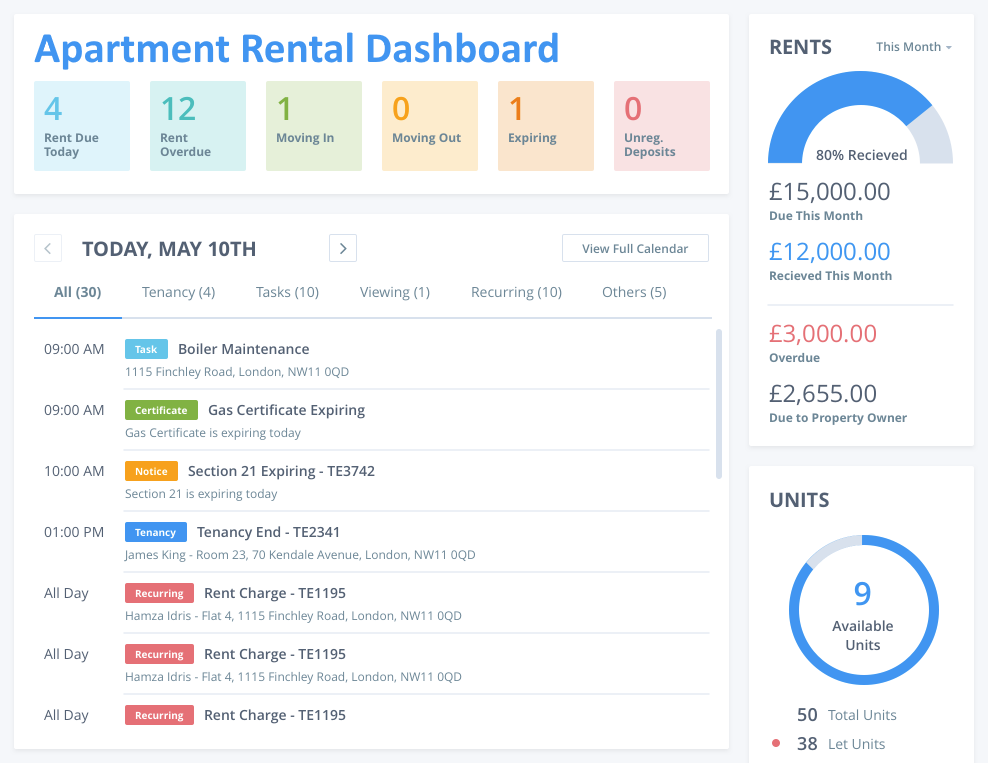 Apartment Rental Dashboard
4
Rent Due
Today
12
Rent
Overdue
1
Moving In
0
Moving Out
1
Expiring
0
Unreg.
Deposits
TODAY, MAY 10TH
View Full Calendar
All (30)
Tenancy (4)
Tasks (10)
Viewing (1)
Recurring (10)
Others (5)
09:00 AM Task Boiler Maintenance
1115 Finchley Road, London, NW11 0QD
09:00 AM Certificate Gas Certificate Expiring
Gas Certificate is expiring today
10:00 AM Notice Section 21 Expiring - TE3742
Section 21 is expiring today
01:00 PM Tenancy Tenancy End - TE2341
James King - Room 23, 70 Kendale Avenue, London, NW11 0QD
All Day Recurring Rent Charge - TE1195
Hamza Idris - Flat 4, 1115 Finchley Road, London, NW11 0QD
All Day Recurring Rent Charge - TE1195
Hamza Idris - Flat 4, 1115 Finchley Road, London, NW11 0QD
All Day Recurring Rent Charge - TE1195
RENTS
This Month
80% Recieved
£15,000.00
Due This Month
£12,000.00
Recieved This Month
£3,000.00
Overdue
£2,655.00
Due to Property Owner
UNITS
9
Available
Units
50 Total Units
38 Let Units